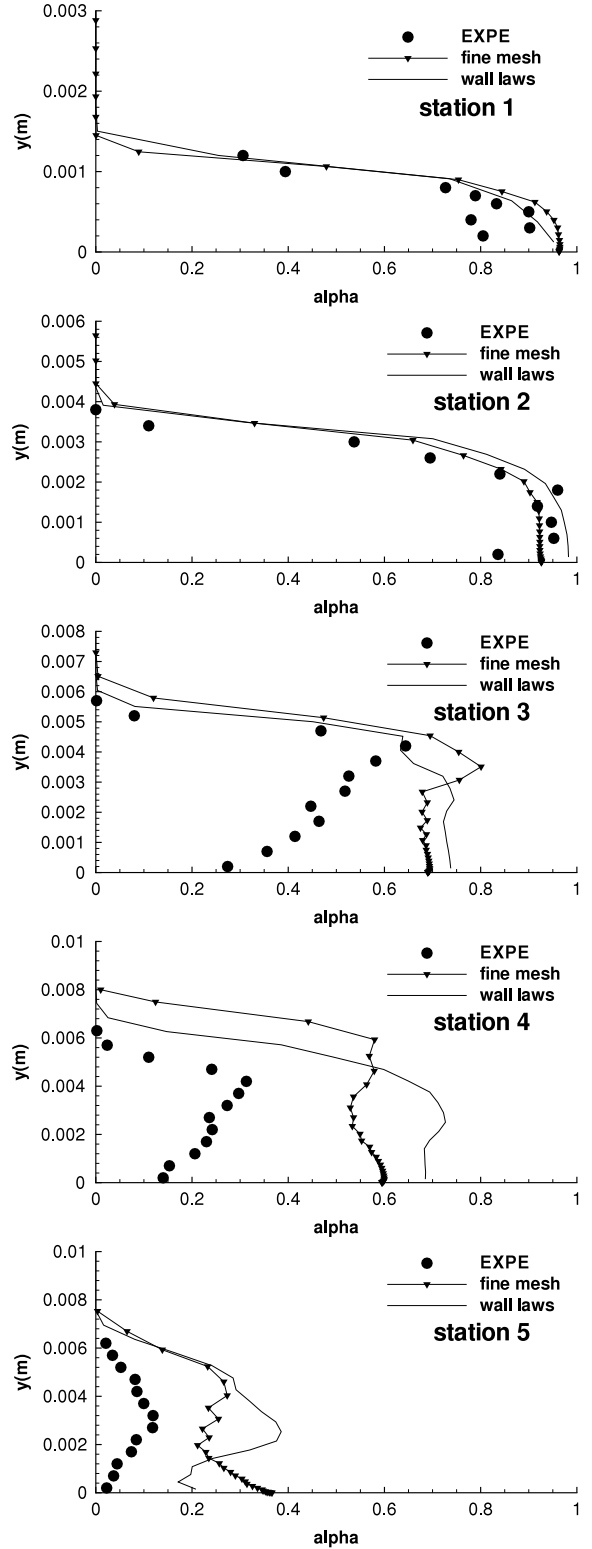 0.003
EXPE
fine mesh
wall laws
0.002
station 1
y(m)
0.001
0
0 0.2 0.4 0.6 0.8 1
alpha
0.006
EXPE
0.005
fine mesh
wall laws
0.004
station 2
y(m)
0.003
0.002
0.001
0
0 0.2 0.4 0.6 0.8 1
alpha
0.008
EXPE
0.007
fine mesh
0.006
wall laws
station 3
0.005
y(m)
0.004
0.003
0.002
0.001
0
0 0.2 0.4 0.6 0.8 1
alpha
0.01
EXPE
fine mesh
0.008
wall laws
station 4
0.006
y(m)
0.004
0.002
0
0 0.2 0.4 0.6 0.8 1
alpha
0.01
EXPE
fine mesh
0.008
wall laws
station 5
0.006
y(m)
0.004
0.002
0
0 0.2 0.4 0.6 0.8 1
alpha